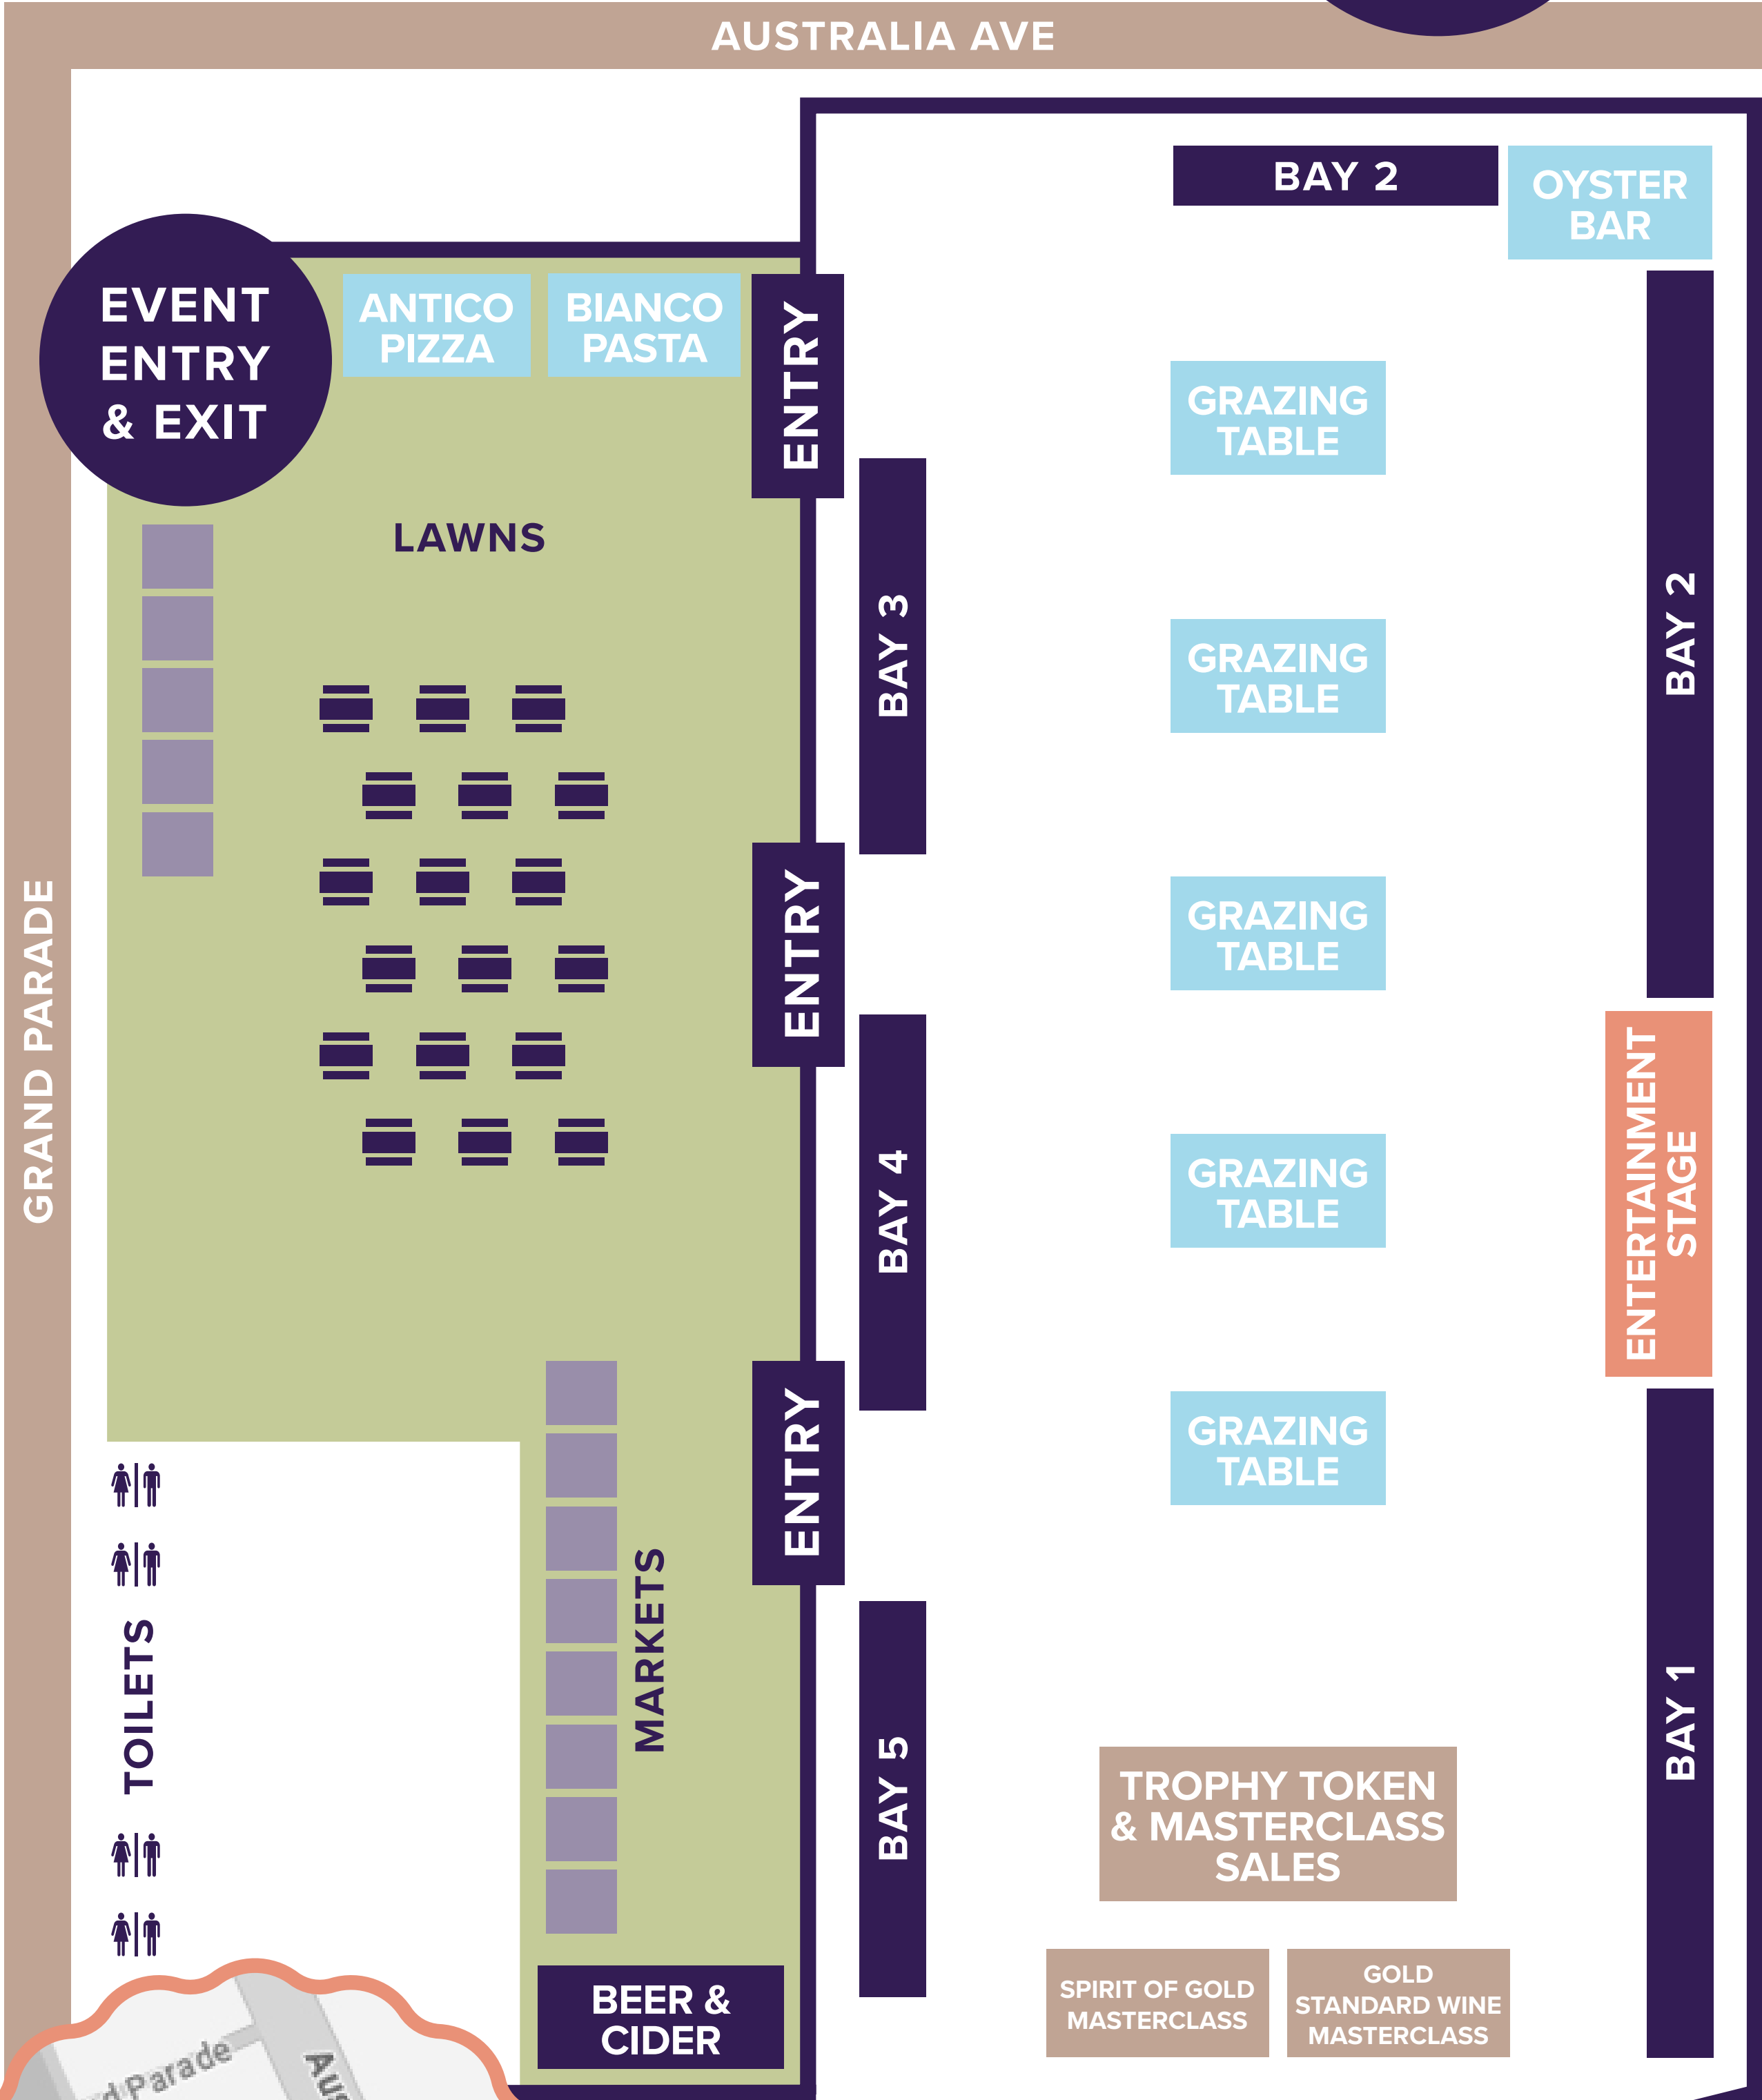 AUSTRALIA AVE
BAY 2
OYSTER
BAR
EVENT
ENTRY
& EXIT
ANTICO
PIZZA
BIANCO
PASTA
ENTRY
GRAZING
TABLE
LAWNS
BAY 3
BAY 2
GRAZING
TABLE
GRAND PARADE
ENTRY
GRAZING
TABLE
ENTERTAINMENT
STAGE
BAY 4
GRAZING
TABLE
ENTRY
GRAZING
TABLE
MARKETS
TOILETS
BAY 5
BAY 1
TROPHY TOKEN
& MASTERCLASS
SALES
SPIRIT OF GOLD
MASTERCLASS
GOLD
STANDARD WINE
MASTERCLASS
BEER &
CIDER
d Parade
Aus